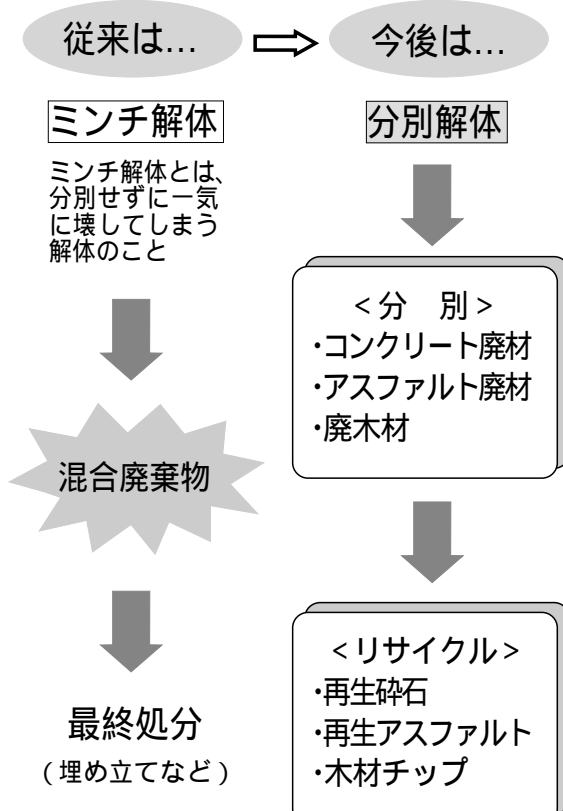 従来は…
今後は…
ミンチ解体
ミンチ解体とは、
分別せずに一気
に壊してしまう
解体のこと
混合廃棄物
最終処分
(埋め立てなど)
分別解体
<分 別>
・コンクリート廃材
・アスファルト廃材
・廃木材
<リサイクル>
・再生砕石
・再生アスファルト
・木材チップ